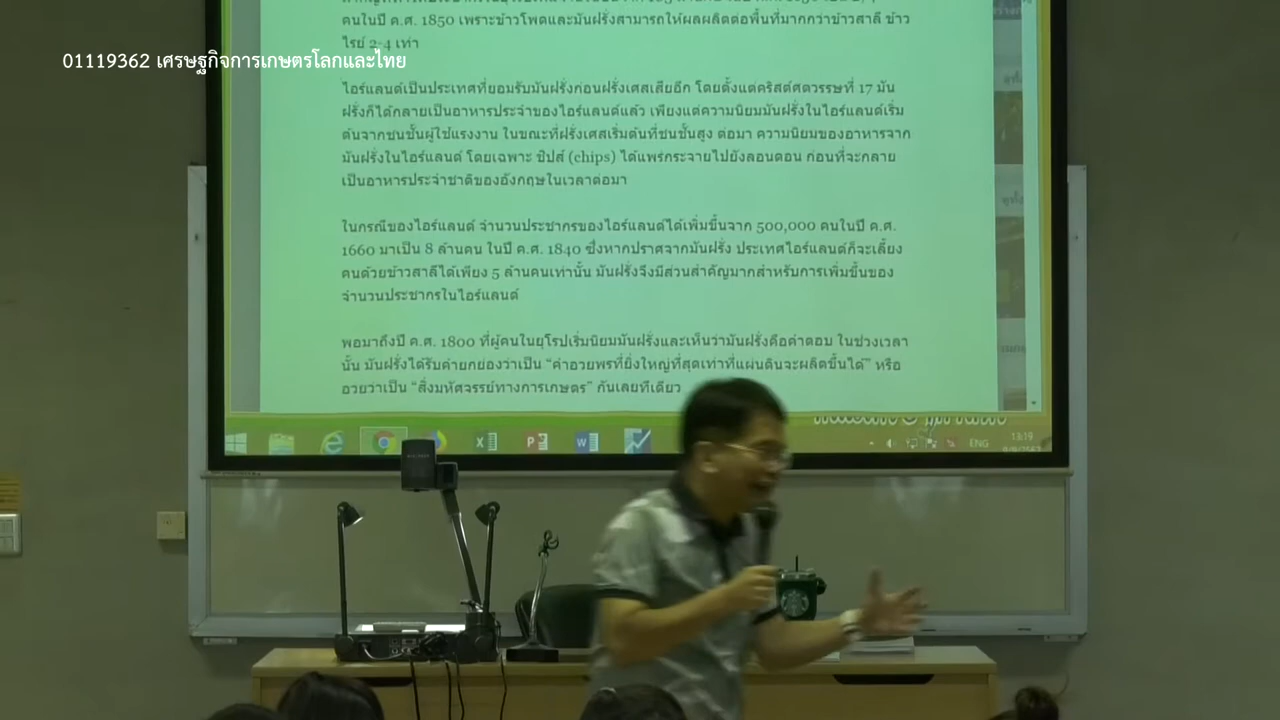 คนในปี ค.ศ. 1850 เพราะข้าวโพดและมันฝรั่งสามารถให้ผลผลิตต่อพื้นที่มากกว่าข้าวสาลี ข้าว
ไรย์ 2-4 เท่า
01119362 เศรษฐกิจการเกษตรโลกและไทย
ไอร์แลนด์เป็นประเทศที่ยอมรับมันฝรั่งก่อนฝรั่งเศสเสียอีก โดยตั้งแต่คริสต์ศตวรรษที่ 17 มัน
ฝรั่งก็ได้กลายเป็นอาหารประจำของไอร์แลนด์แล้ว เพียงแต่ความนิยมมันฝรั่งในไอร์แลนด์เริ่ม
ต้นจากชนชั้นผู้ใช้แรงงาน ในขณะที่ฝรั่งเศสเริ่มต้นที่ชนชั้นสูง ต่อมา ความนิยมของอาหารจาก
มันฝรั่งในไอร์แลนด์ โดยเฉพาะ ชิปส์ (chips) ได้แพร่กระจายไปยังลอนดอน ก่อนที่จะกลาย
เป็นอาหารประจำชาติของอังกฤษในเวลาต่อมา
ในกรณีของไอร์แลนด์ จำนวนประชากรของไอร์แลนด์ได้เพิ่มขึ้นจาก 500,000 คนในปี ค.ศ.
1660 มาเป็น 8 ล้านคน ในปี ค.ศ. 1840 ซึ่งหากปราศจากมันฝรั่ง ประเทศไอร์แลนด์ก็จะเลี้ยง
คนด้วยข้าวสาลีได้เพียง 5 ล้านคนเท่านั้น มันฝรั่งจึงมีส่วนสำคัญมากสำหรับการเพิ่มขึ้นของ
จำนวนประชากรในไอร์แลนด์
พอมาถึงปี ค.ศ. 1800 ที่ผู้คนในยุโรปเริ่มนิยมมันฝรั่งและเห็นว่ามันฝรั่งคือคำตอบ ในช่วงเวลา
นั้น มันฝรั่งได้รับคำยกย่องว่าเป็น "คำอวยพรที่ยิ่งใหญ่ที่สุดเท่าที่แผ่นดินจะผลิตขึ้นได้" หรือ
อวยว่าเป็น "สิ่งมหัศจรรย์ทางการเกษตร" กันเลยทีเดียว
ENG
13:19